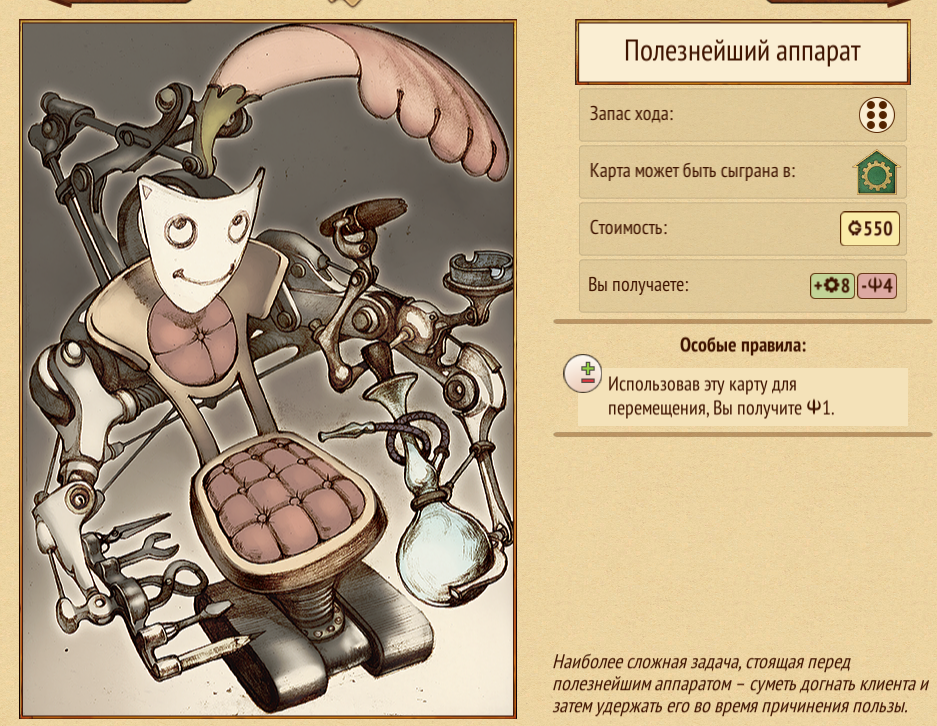 Полезнейший аппарат
Запас хода:
Карта может быть сыграна в:
Стоимость:
550
Вы получаете:
+8
-4
Особые правила:
Использовав эту карту для
перемещения, Вы получите 1.
Наиболее сложная задача, стоящая перед
полезнейшим аппаратом – суметь догнать клиента и
затем удержать его во время причинения пользы.